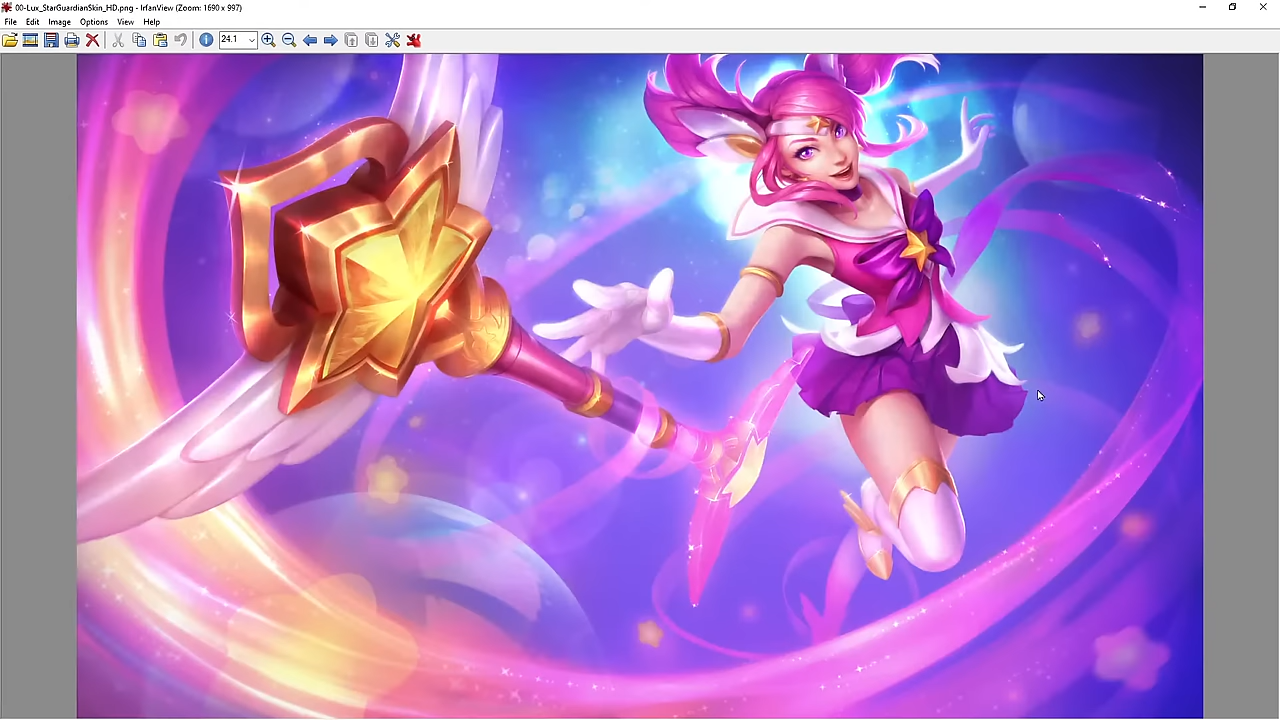 00-Lux_StarGuardianSkin_HD.png - IrfanView (Zoom: 1690 x 997)
File Edit Image Options View Help
24.1